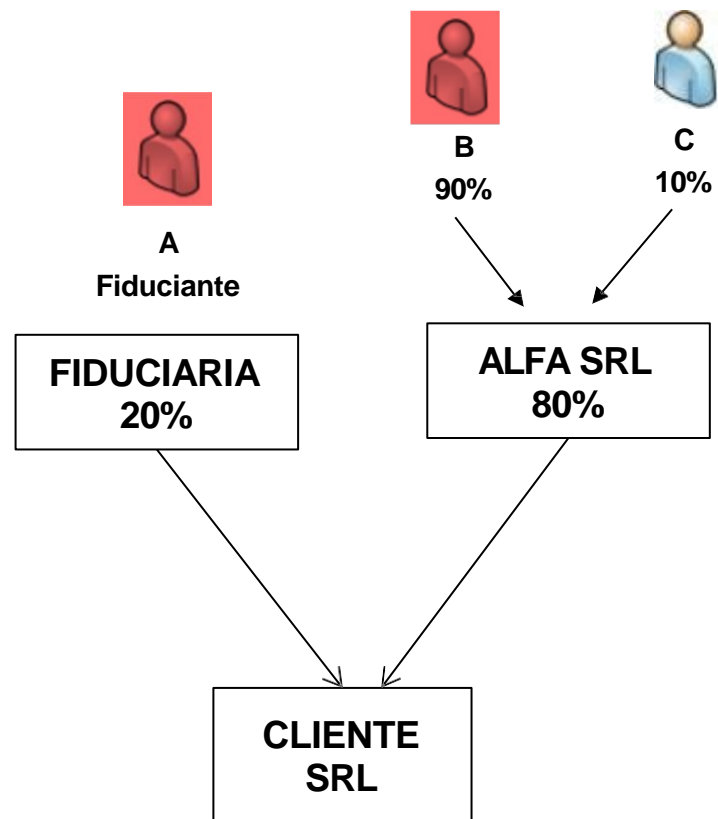 B
90%
C
10%
A
Fiduciante
FIDUCIARIA
20%
ALFA SRL
80%
CLIENTE
SRL